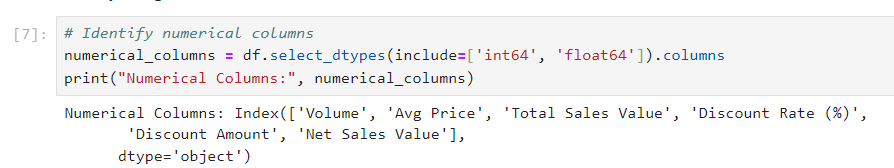 [7]: # Identify numerical columns
numerical_columns = df.select_dtypes(include=['int64', 'float64']).columns
print("Numerical Columns:", numerical_columns)
Numerical Columns: Index(['Volume', 'Avg Price', 'Total Sales Value', 'Discount Rate (%)',
       'Discount Amount', 'Net Sales Value'],
      dtype='object')